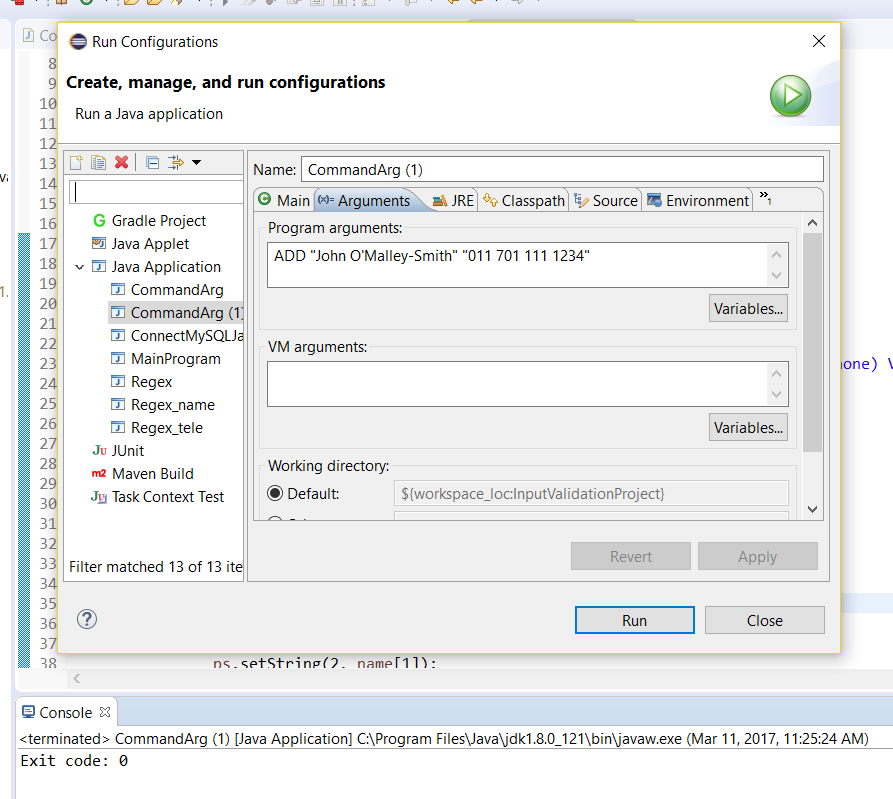 Co
Run Configurations
Create, manage, and run configurations
Run a Java application
8
9
10
11
12
13
14
15
16
17
18
19
20
21
22
23
24
25
26
27
28
29
30
31
32
33
34
35
36
37
38
Name: CommandArg (1)
Main (x)= Arguments JRE Classpath Source Environment »1
Gradle Project
Java Applet
Java Application
CommandArg
CommandArg (1)
ConnectMySQLJa
MainProgram
Regex
Regex_name
Regex_tele
JUnit
m2 Maven Build
Task Context Test
Filter matched 13 of 13 ite
Program arguments:
ADD "John O'Malley-Smith" "011 701 111 1234"
Variables...
VM arguments:
Variables...
Working directory:
Default: ${workspace_loc:InputValidationProject}
Revert Apply
Run Close
one) V
ps.setString(2, name[1]);
Console
<terminated> CommandArg (1) [Java Application] C:\Program Files\Java\jdk1.8.0_121\bin\javaw.exe (Mar 11, 2017, 11:25:24 AM)
Exit code: 0